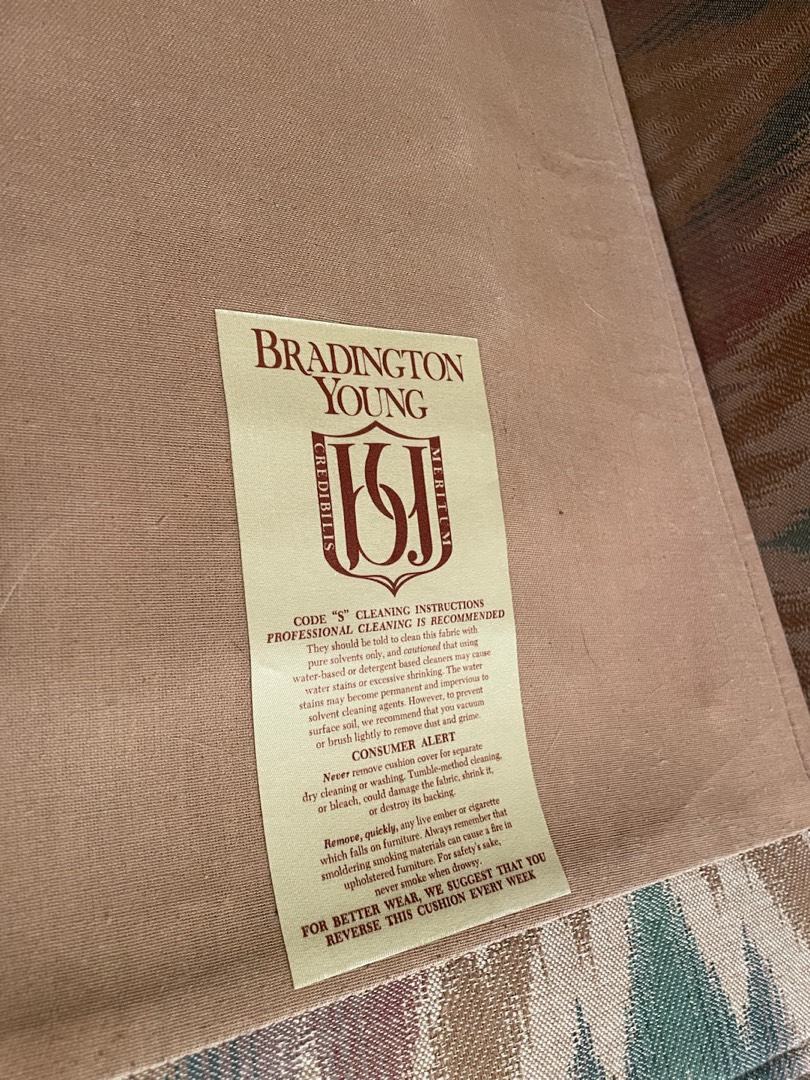 BRADINGTON
YOUNG
CREDIBILIS
MERITUM
CODE "S" CLEANING INSTRUCTIONS
PROFESSIONAL CLEANING IS RECOMMENDED
They should be told to clean this fabric with
pure solvents only, and cautioned that using
water-based or detergent based cleaners may cause
water stains or excessive shrinking. The water
stains may become permanent and impervious to
solvent cleaning agents. However, to prevent
surface soil, we recommend that you vacuum
or brush lightly to remove dust and grime.
CONSUMER ALERT
Never remove cushion cover for separate
dry cleaning or washing. Tumble-method cleaning,
or bleach, could damage the fabric, shrink it,
or destroy its backing.
Remove, quickly, any live ember or cigarette
which falls on furniture. Always remember that
smoldering smoking materials can cause a fire in
upholstered furniture. For safety's sake,
never smoke when drowsy.
FOR BETTER WEAR, WE SUGGEST THAT YOU
REVERSE THIS CUSHION EVERY WEEK